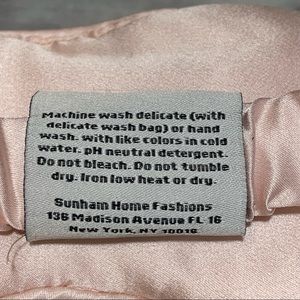 Machine wash delicate (with
delicate wash bag) or hand
wash. with like colors in cold
water. pH neutral detergent.
Do not bleach. Do not tumble
dry. Iron low heat or dry.
Sunham Home Fashions
136 Madison Avenue FL 16
New York, NY 10016